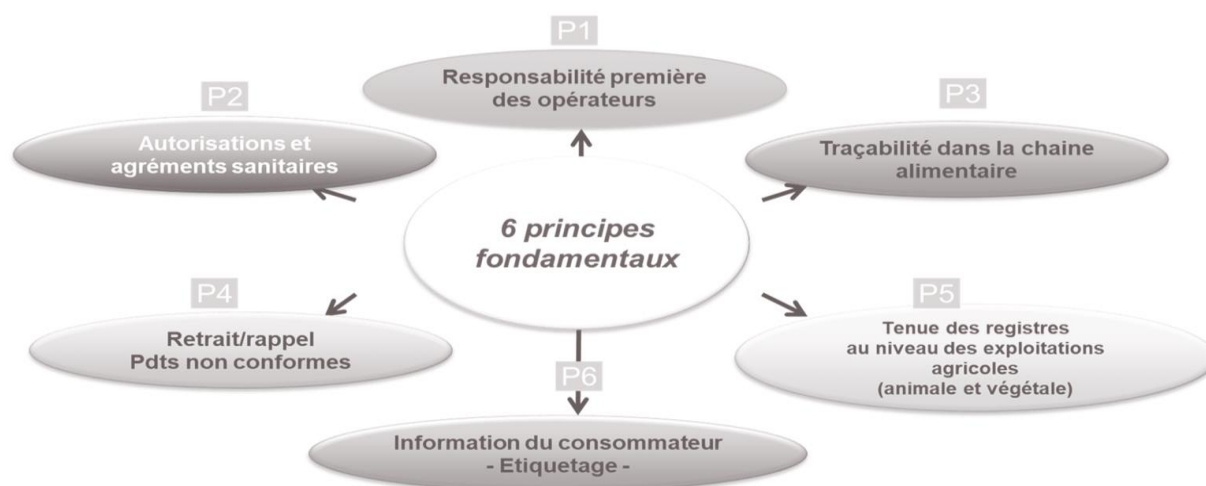 P1
Responsabilité première
des opérateurs
P2
Autorisations et
agréments sanitaires
P3
Traçabilité dans la chaine
alimentaire
6 principes
fondamentaux
P4
Retrait/rappel
Pdts non conformes
P5
Tenue des registres
au niveau des exploitations
agricoles
(animale et végétale)
P6
Information du consommateur
- Etiquetage -